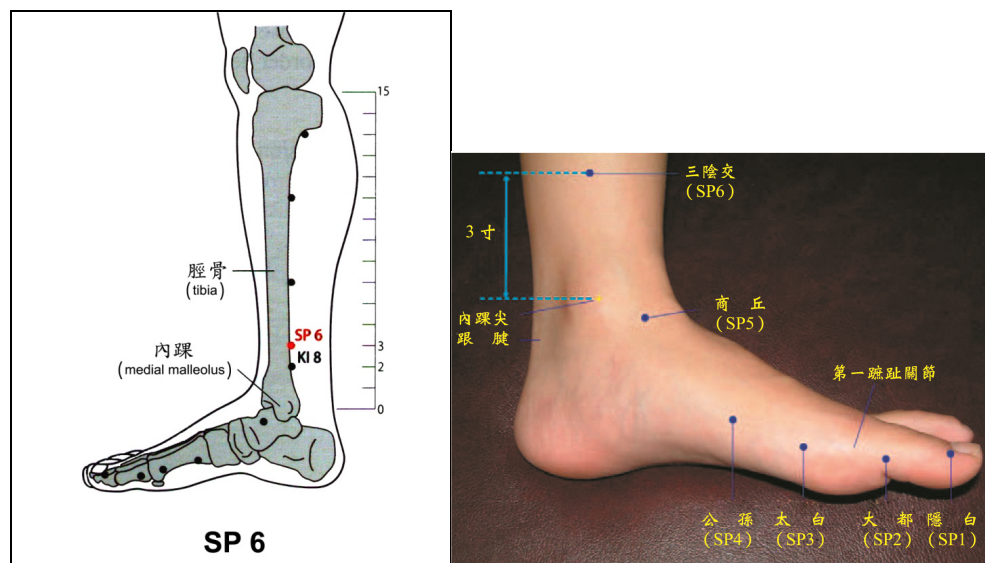 15
脛骨
(tibia)
SP 6
3
KI 8
內踝
(medial malleolus)
2
0
SP 6
三陰交
(SP6)
3 寸
內踝尖
跟 腱
商 丘
(SP5)
第一蹠趾關節
公 孫
(SP4)
太 白
(SP3)
大 都
(SP2)
隱 白
(SP1)